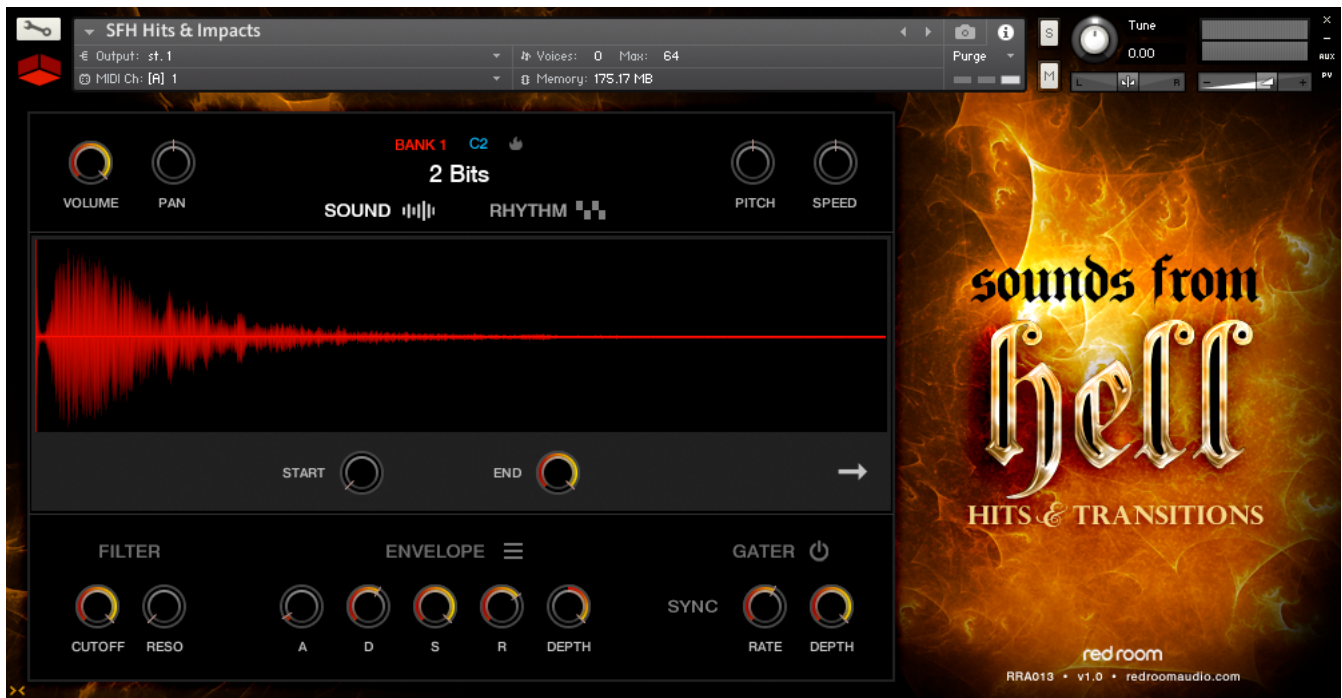 SFH Hits & Impacts
Output: st.1
Voices: 0 Max: 64
Purge
MIDI Ch: [A] 1
Memory: 175.17 MB
S
M
Tune
0.00
L R
- +
×
-
AUX
PV
BANK 1 C2
2 Bits
SOUND RHYTHM
VOLUME PAN
PITCH SPEED
START END
FILTER ENVELOPE GATER
SYNC
CUTOFF RESO A D S R DEPTH RATE DEPTH
sounds from
hell
HITS & TRANSITIONS
red room
RRA013 • v1.0 • redroomaudio.com